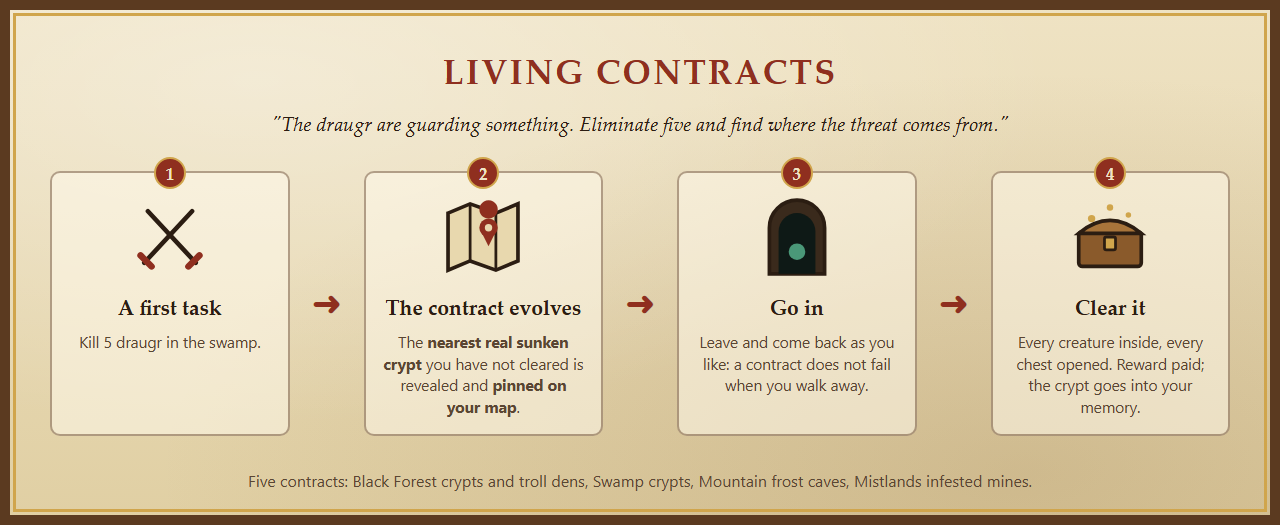 LIVING CONTRACTS
"The draugr are guarding something. Eliminate five and find where the threat comes from."
1
A first task
Kill 5 draugr in the swamp.
2
The contract evolves
The nearest real sunken
crypt you have not cleared is
revealed and pinned on
your map.
3
Go in
Leave and come back as you
like: a contract does not fail
when you walk away.
4
Clear it
Every creature inside, every
chest opened. Reward paid;
the crypt goes into your
memory.
Five contracts: Black Forest crypts and troll dens, Swamp crypts, Mountain frost caves, Mistlands infested mines.